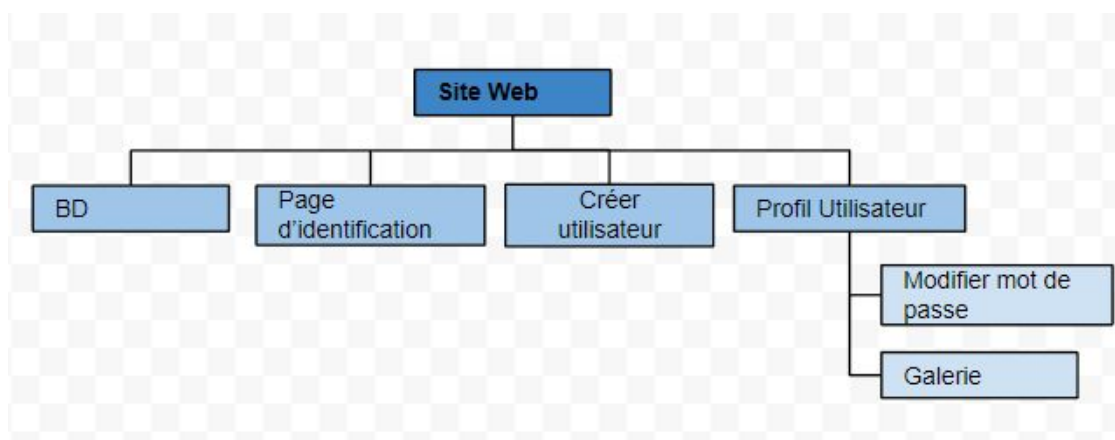 Site Web
BD
Page
d’identification
Créer
utilisateur
Profil Utilisateur
Modifier mot de
passe
Galerie